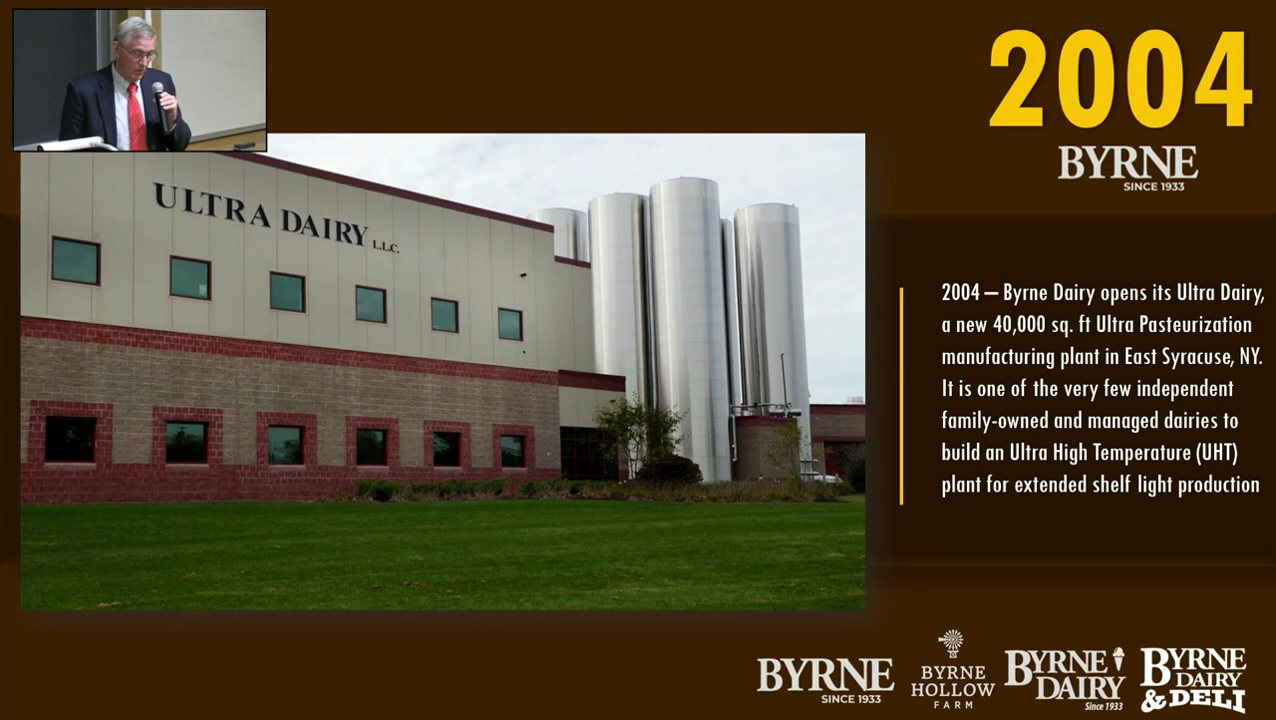 2004
BYRNE
SINCE 1933
ULTRA DAIRY L.L.C.
2004 – Byrne Dairy opens its Ultra Dairy,
a new 40,000 sq. ft Ultra Pasteurization
manufacturing plant in East Syracuse, NY.
It is one of the very few independent
family-owned and managed dairies to
build an Ultra High Temperature (UHT)
plant for extended shelf light production
BYRNE
SINCE 1933
BYRNE
HOLLOW
FARM
BYRNE
DAIRY
Since 1933
BYRNE
DAIRY
& DELI